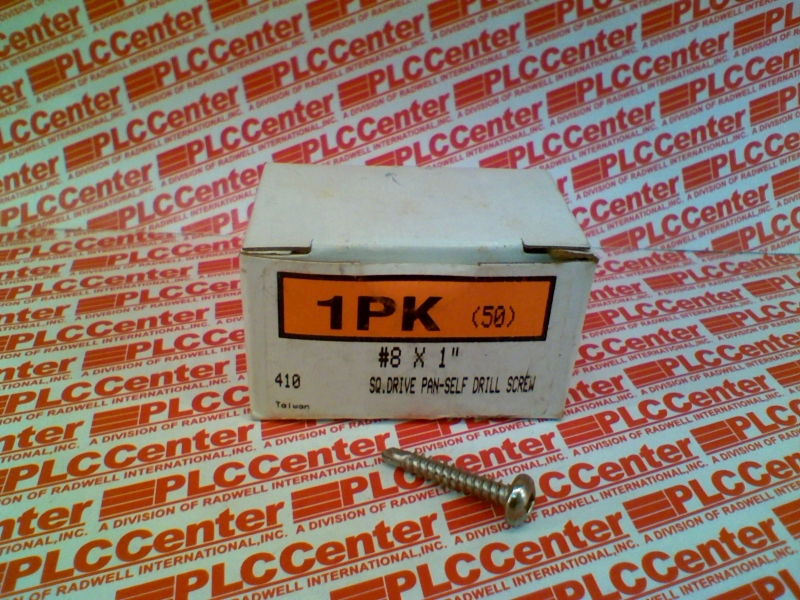 PLCCenter
A DIVISION OF RADWELL INTERNATIONAL, INC.
1PK (50)
#8 X 1"
410 SQ.DRIVE PAN-SELF DRILL SCREW
Taiwan